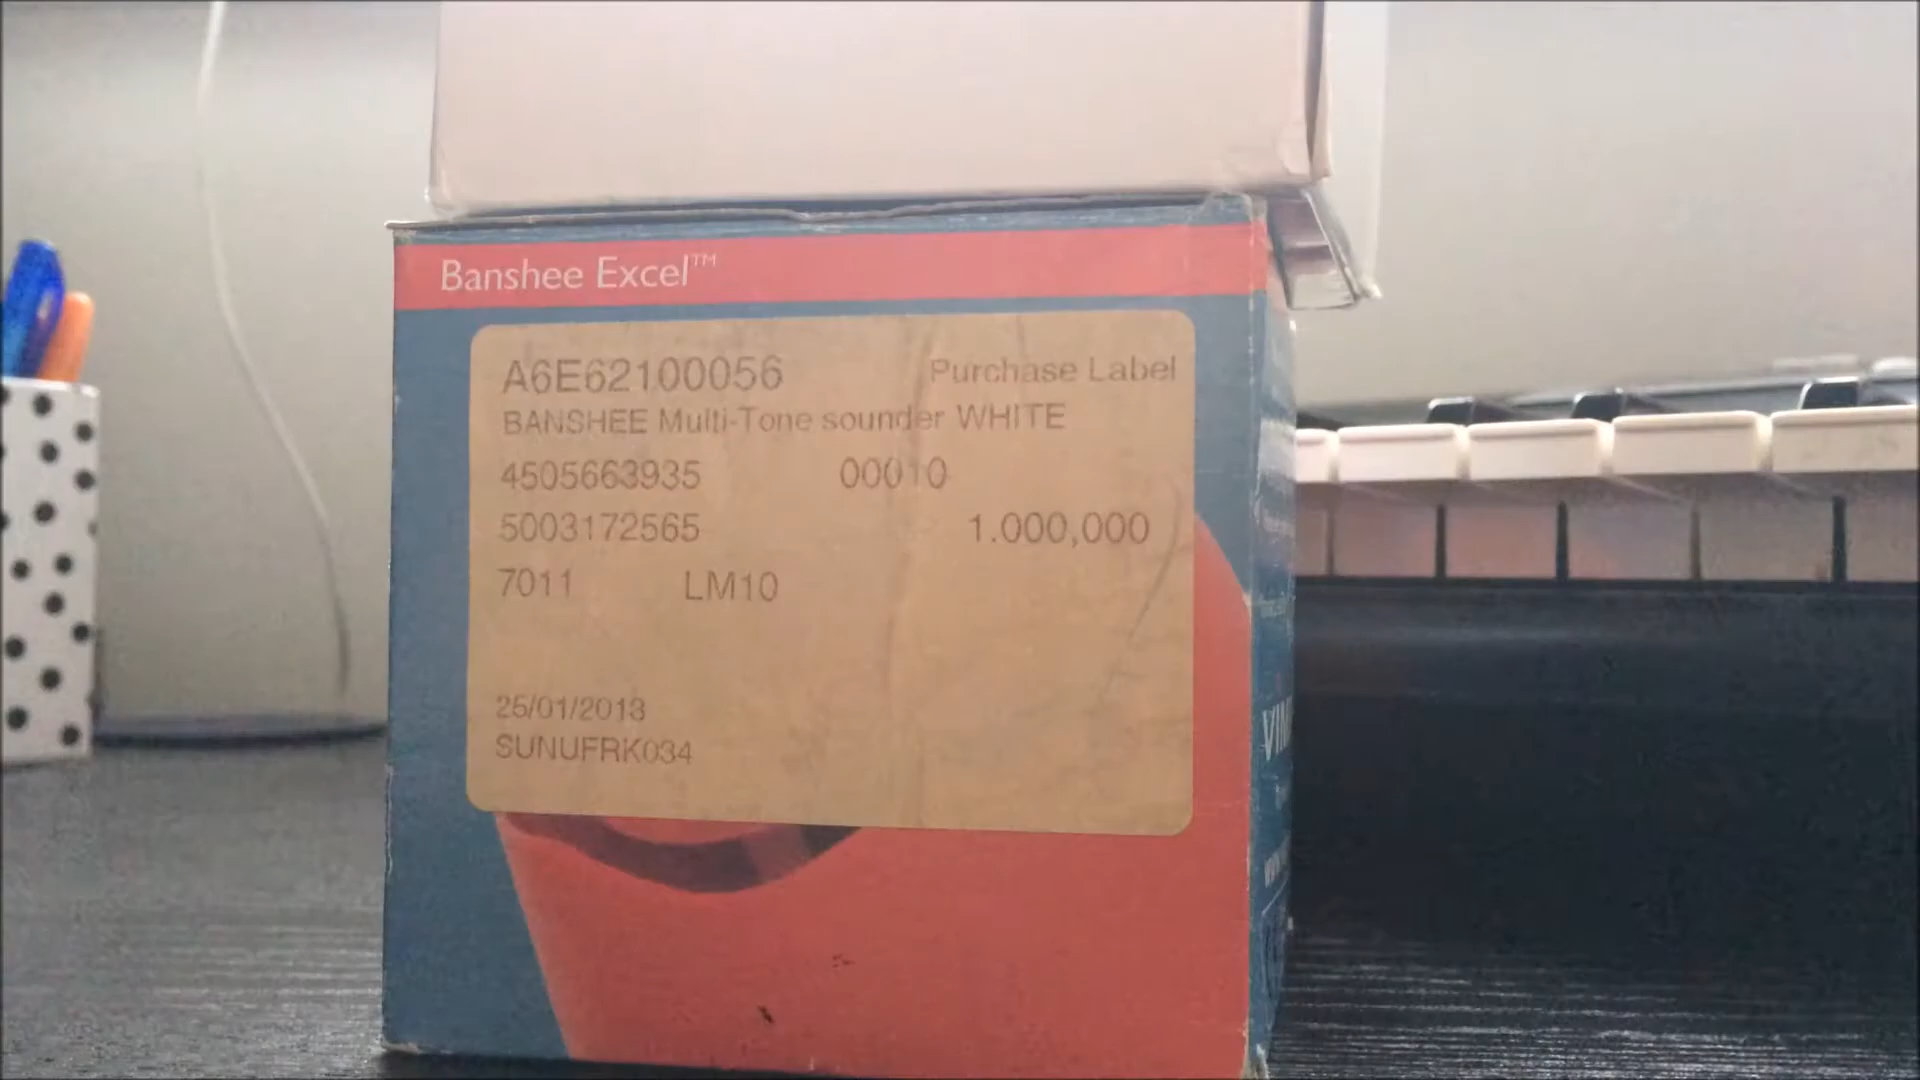 Banshee Excel™
A6E62100056 Purchase Label
BANSHEE Multi-Tone sounder WHITE
4505663935 00010
5003172565 1.000,000
7011 LM10
25/01/2013
SUNUFRK034